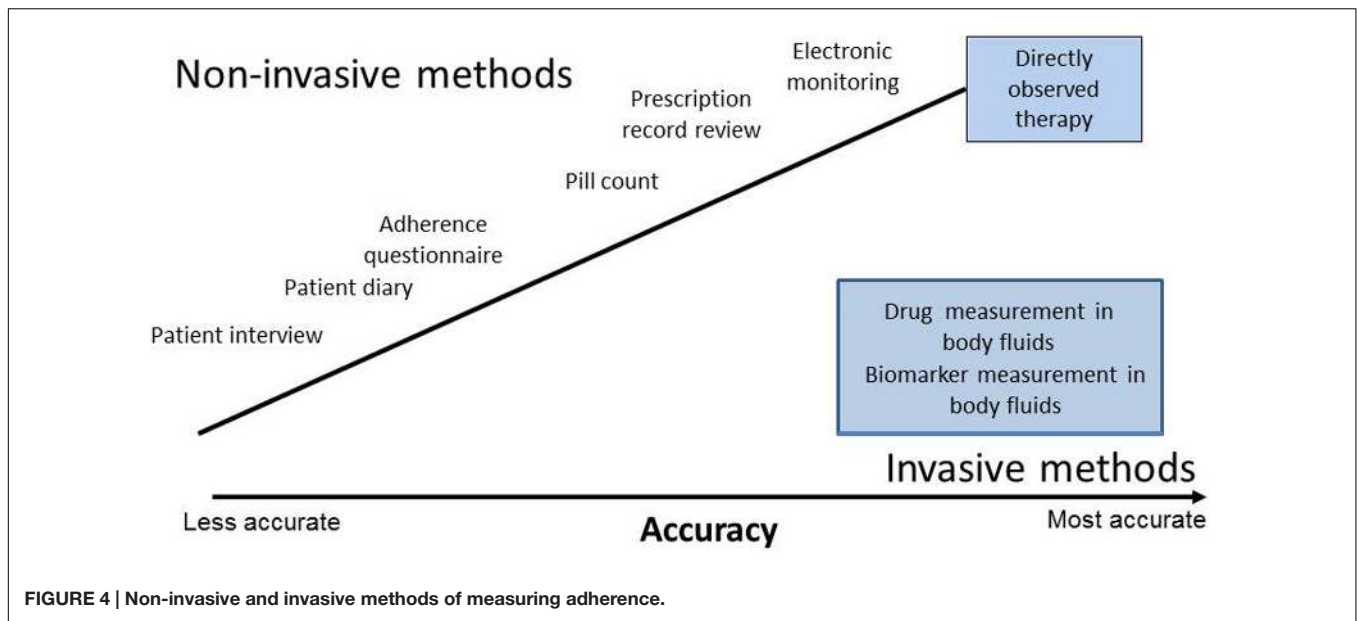 Non-invasive methods
Electronic
monitoring
Directly
observed
therapy
Prescription
record review
Pill count
Adherence
questionnaire
Patient diary
Patient interview
Drug measurement in
body fluids
Biomarker measurement in
body fluids
Invasive methods
Less accurate
Accuracy
Most accurate
FIGURE 4 | Non-invasive and invasive methods of measuring adherence.